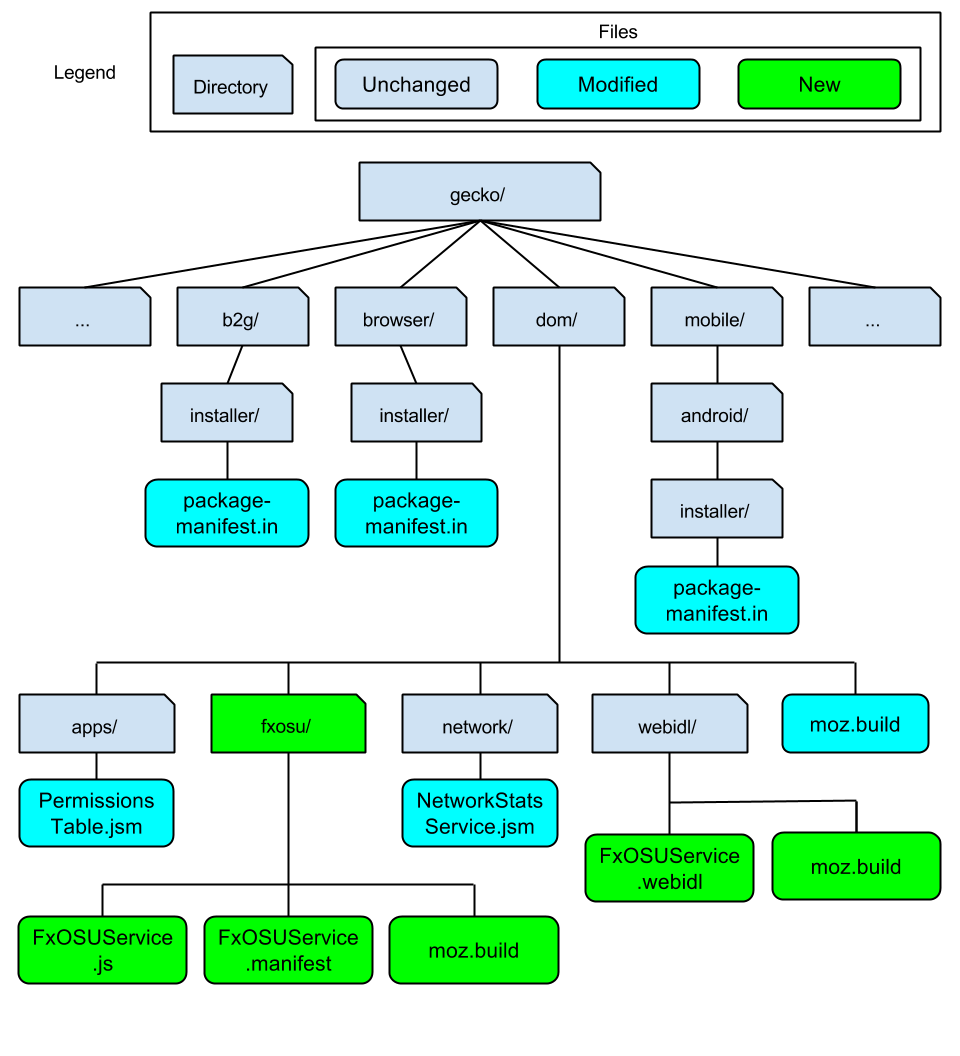 Files
Legend
Directory
Unchanged
Modified
New
gecko/
...
b2g/
browser/
dom/
mobile/
...
installer/
installer/
android/
package-
manifest.in
package-
manifest.in
installer/
package-
manifest.in
apps/
fxosu/
network/
webidl/
moz.build
Permissions
Table.jsm
NetworkStats
Service.jsm
FxOSUService
.webidl
moz.build
FxOSUService
.js
FxOSUService
.manifest
moz.build